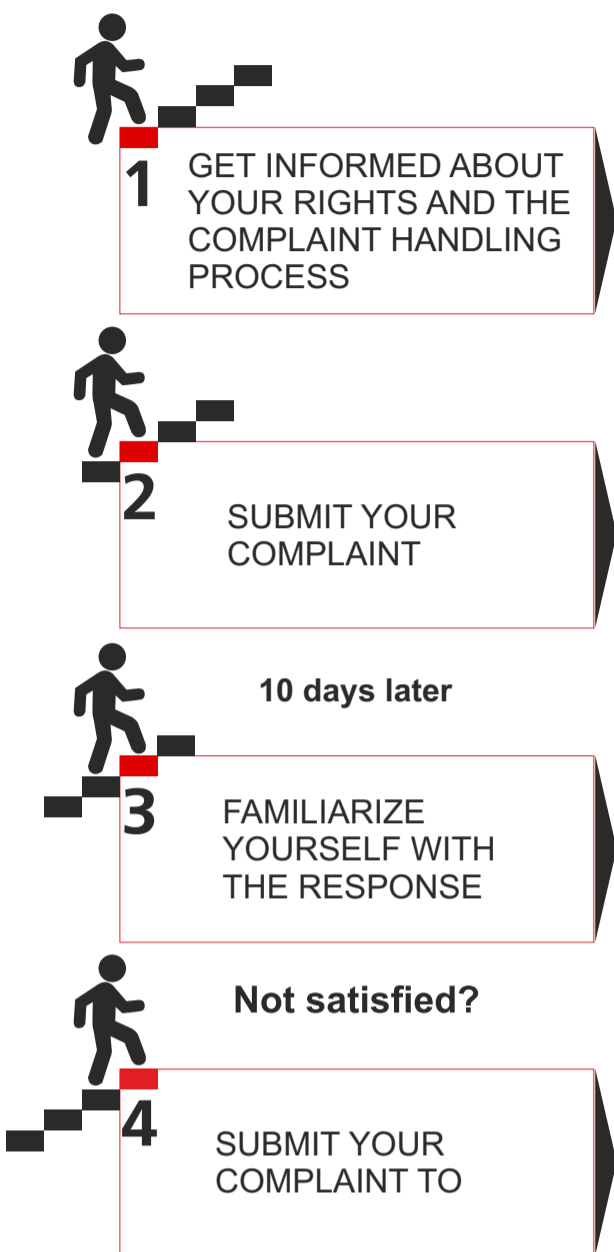 1
GET INFORMED ABOUT
YOUR RIGHTS AND THE
COMPLAINT HANDLING
PROCESS
2
SUBMIT YOUR
COMPLAINT
10 days later
3
FAMILIARIZE
YOURSELF WITH
THE RESPONSE
Not satisfied?
4
SUBMIT YOUR
COMPLAINT TO